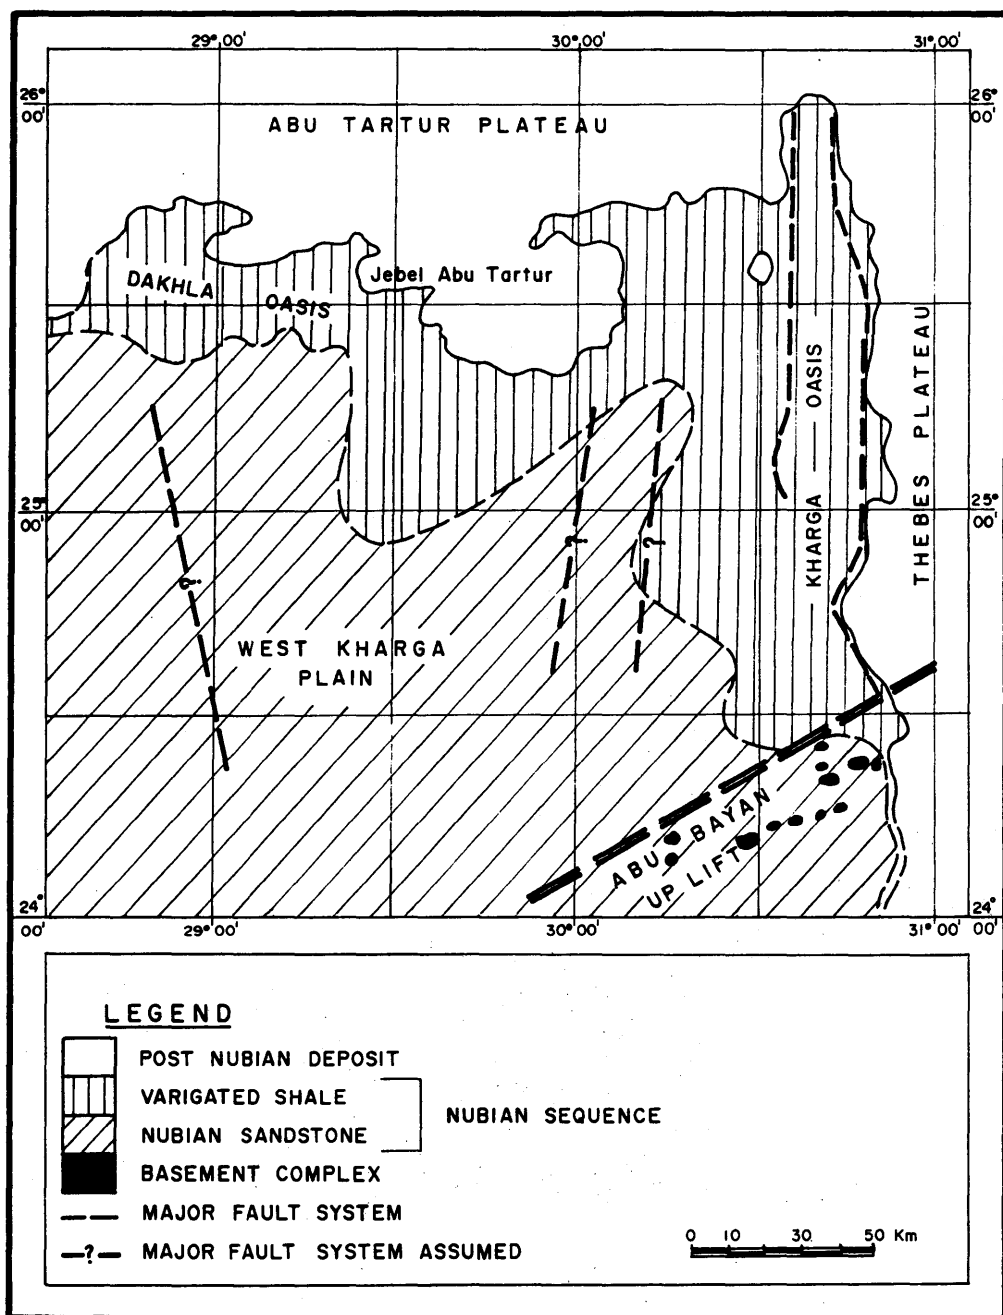 29°00' 30°00' 31°00'
26° 00' 26° 00'
ABU TARTUR PLATEAU
Jebel Abu Tartur
DAKHLA OASIS
KHARGA OASIS
THEBES PLATEAU
25° 00' 25° 00'
? ? ?
WEST KHARGA
PLAIN
ABU BAYAN
UP LIFT
24° 00' 24° 00'
29°00' 30°00' 31°00'
LEGEND
POST NUBIAN DEPOSIT
VARIGATED SHALE
NUBIAN SEQUENCE
NUBIAN SANDSTONE
BASEMENT COMPLEX
MAJOR FAULT SYSTEM
? MAJOR FAULT SYSTEM ASSUMED
0 10 30 50 Km